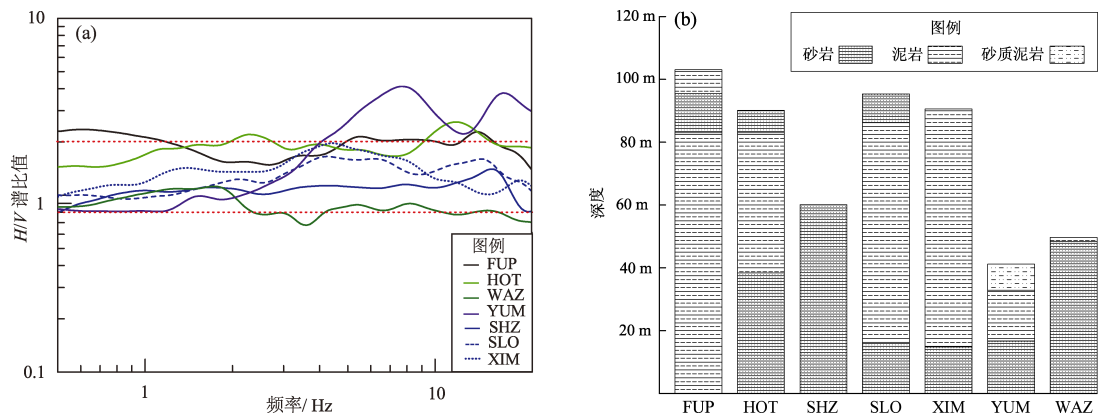 10
(a)
H/V 谱比值
1
0.1
1
10
频率/ Hz
图例
FUP
HOT
WAZ
YUM
SHZ
SLO
XIM
120 m
(b)
图例
砂岩 泥岩 砂质泥岩
100 m
80 m
深度
60 m
40 m
20 m
FUP HOT SHZ SLO XIM YUM WAZ